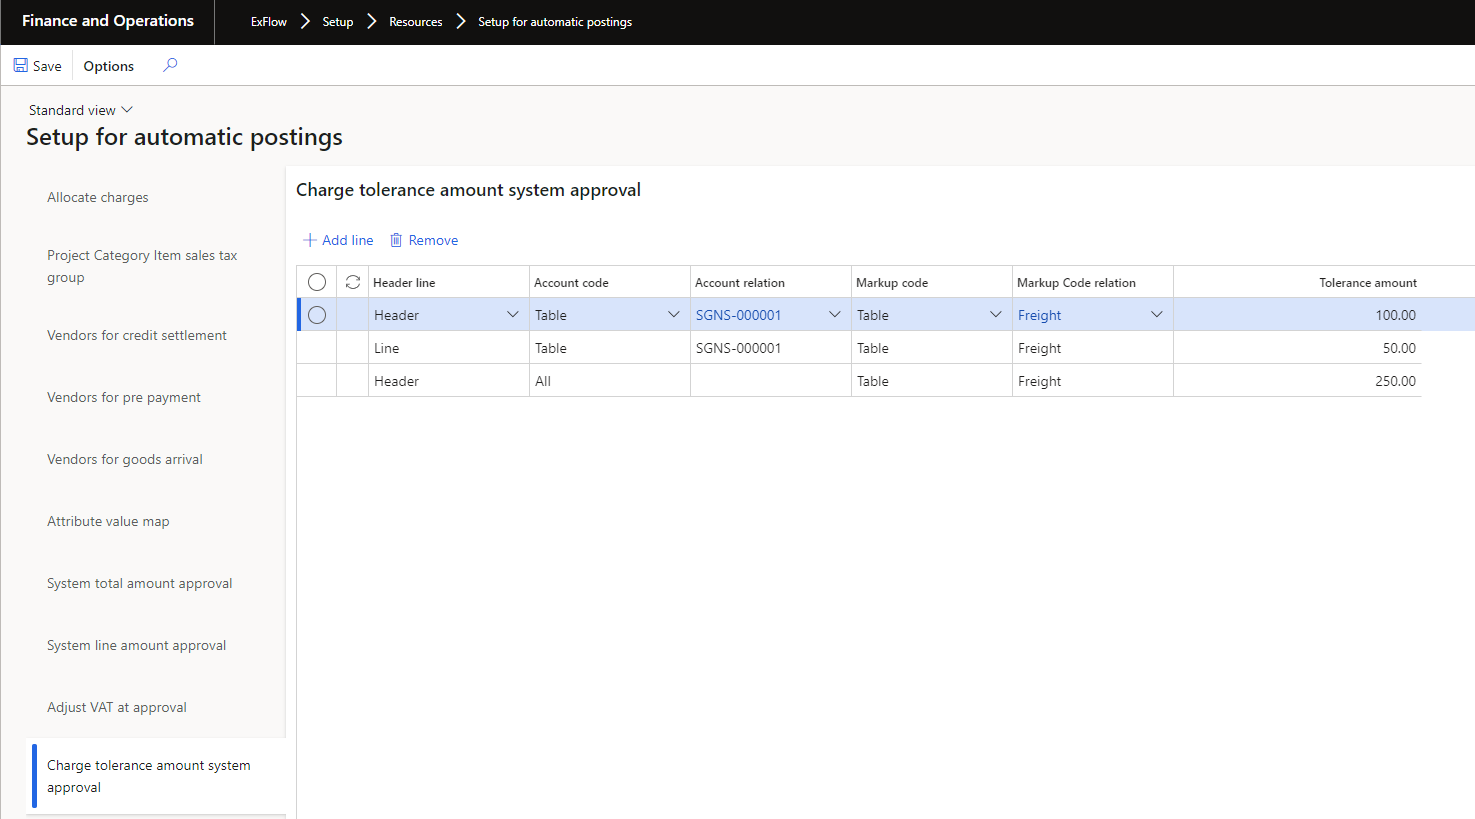 Finance and Operations ExFlow Setup Resources Setup for automatic postings
Save Options
Standard view
Setup for automatic postings
Allocate charges
Project Category Item sales tax
group
Vendors for credit settlement
Vendors for pre payment
Vendors for goods arrival
Attribute value map
System total amount approval
System line amount approval
Adjust VAT at approval
Charge tolerance amount system
approval
Charge tolerance amount system approval
Add line Remove
Header line Account code Account relation Markup code Markup Code relation Tolerance amount
Header Table SGNS-000001 Table Freight 100.00
Line Table SGNS-000001 Table Freight 50.00
Header All Table Freight 250.00